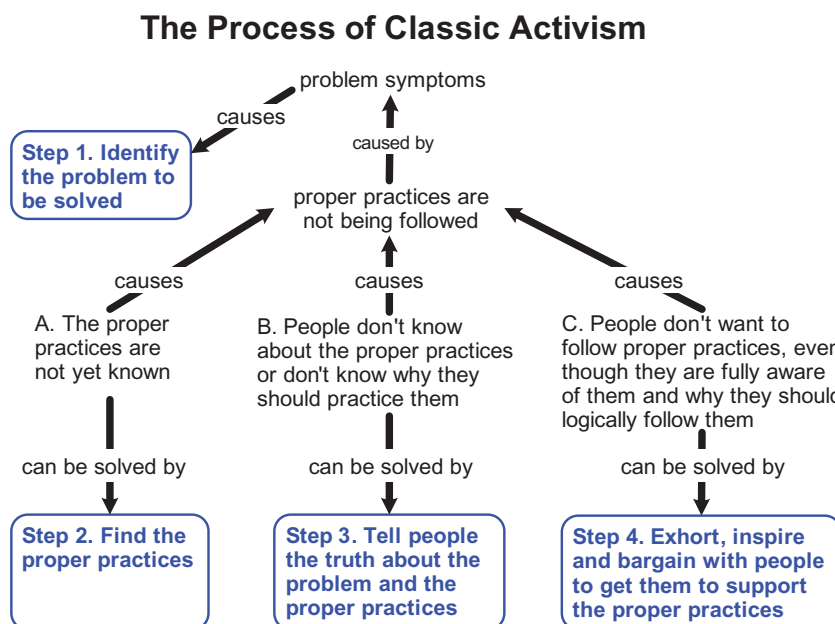 The Process of Classic Activism
problem symptoms
causes
Step 1. Identify
the problem to
be solved
caused by
proper practices are
not being followed
causes
causes
causes
A. The proper
practices are
not yet known
B. People don't know
about the proper practices
or don't know why they
should practice them
C. People don't want to
follow proper practices, even
though they are fully aware
of them and why they should
logically follow them
can be solved by
can be solved by
can be solved by
Step 2. Find the
proper practices
Step 3. Tell people
the truth about the
problem and the
proper practices
Step 4. Exhort, inspire
and bargain with people
to get them to support
the proper practices